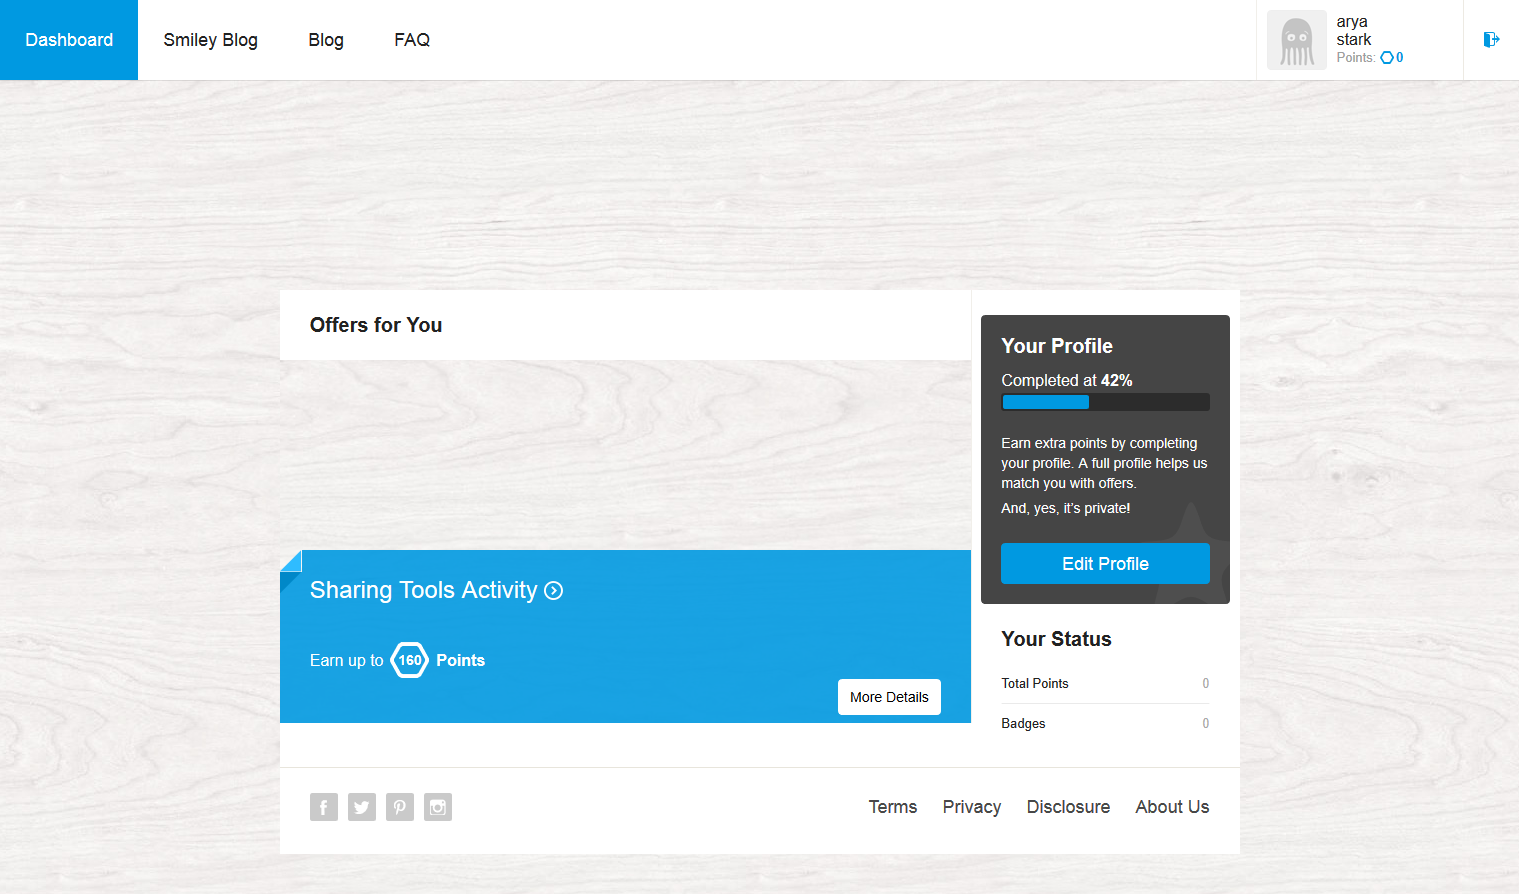 Dashboard
Smiley Blog
Blog
FAQ
arya
stark
Points: 0
Offers for You
Sharing Tools Activity
Earn up to 160 Points
More Details
Your Profile
Completed at 42%
Earn extra points by completing
your profile. A full profile helps us
match you with offers.
And, yes, it's private!
Edit Profile
Your Status
Total Points 0
Badges 0
Terms
Privacy
Disclosure
About Us